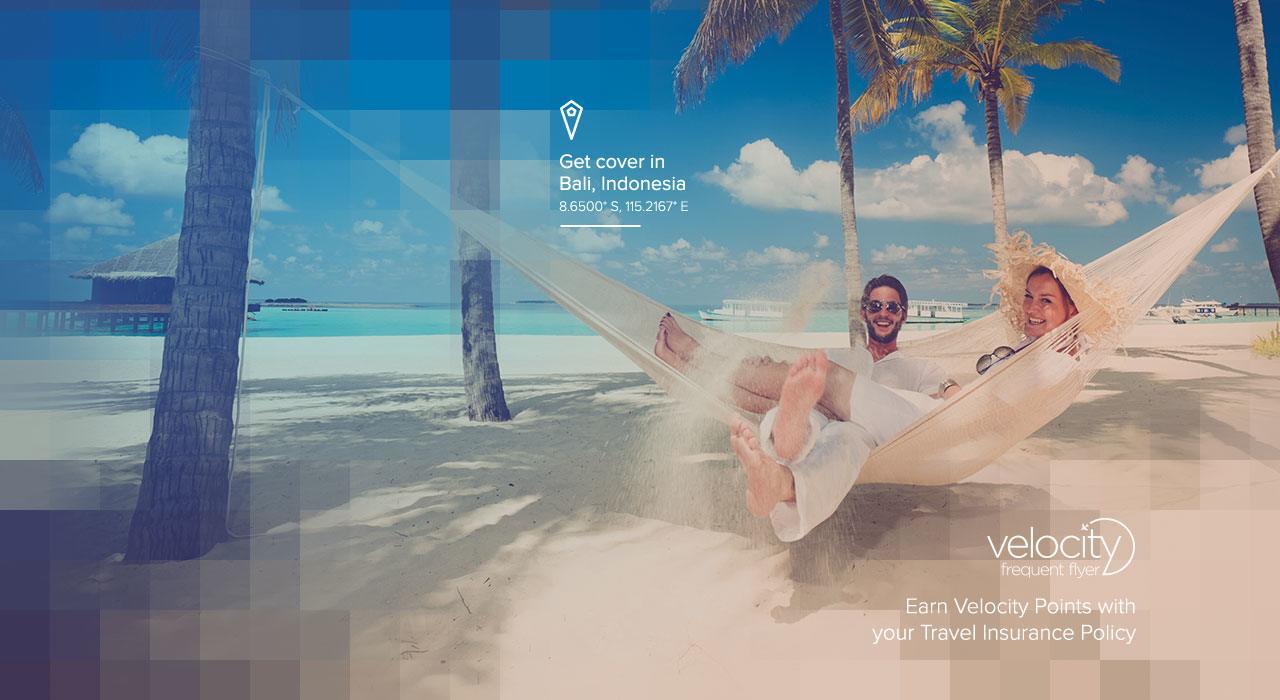 Get cover in
Bali, Indonesia
8.6500° S, 115.2167° E
velocity
frequent flyer
Earn Velocity Points with
your Travel Insurance Policy